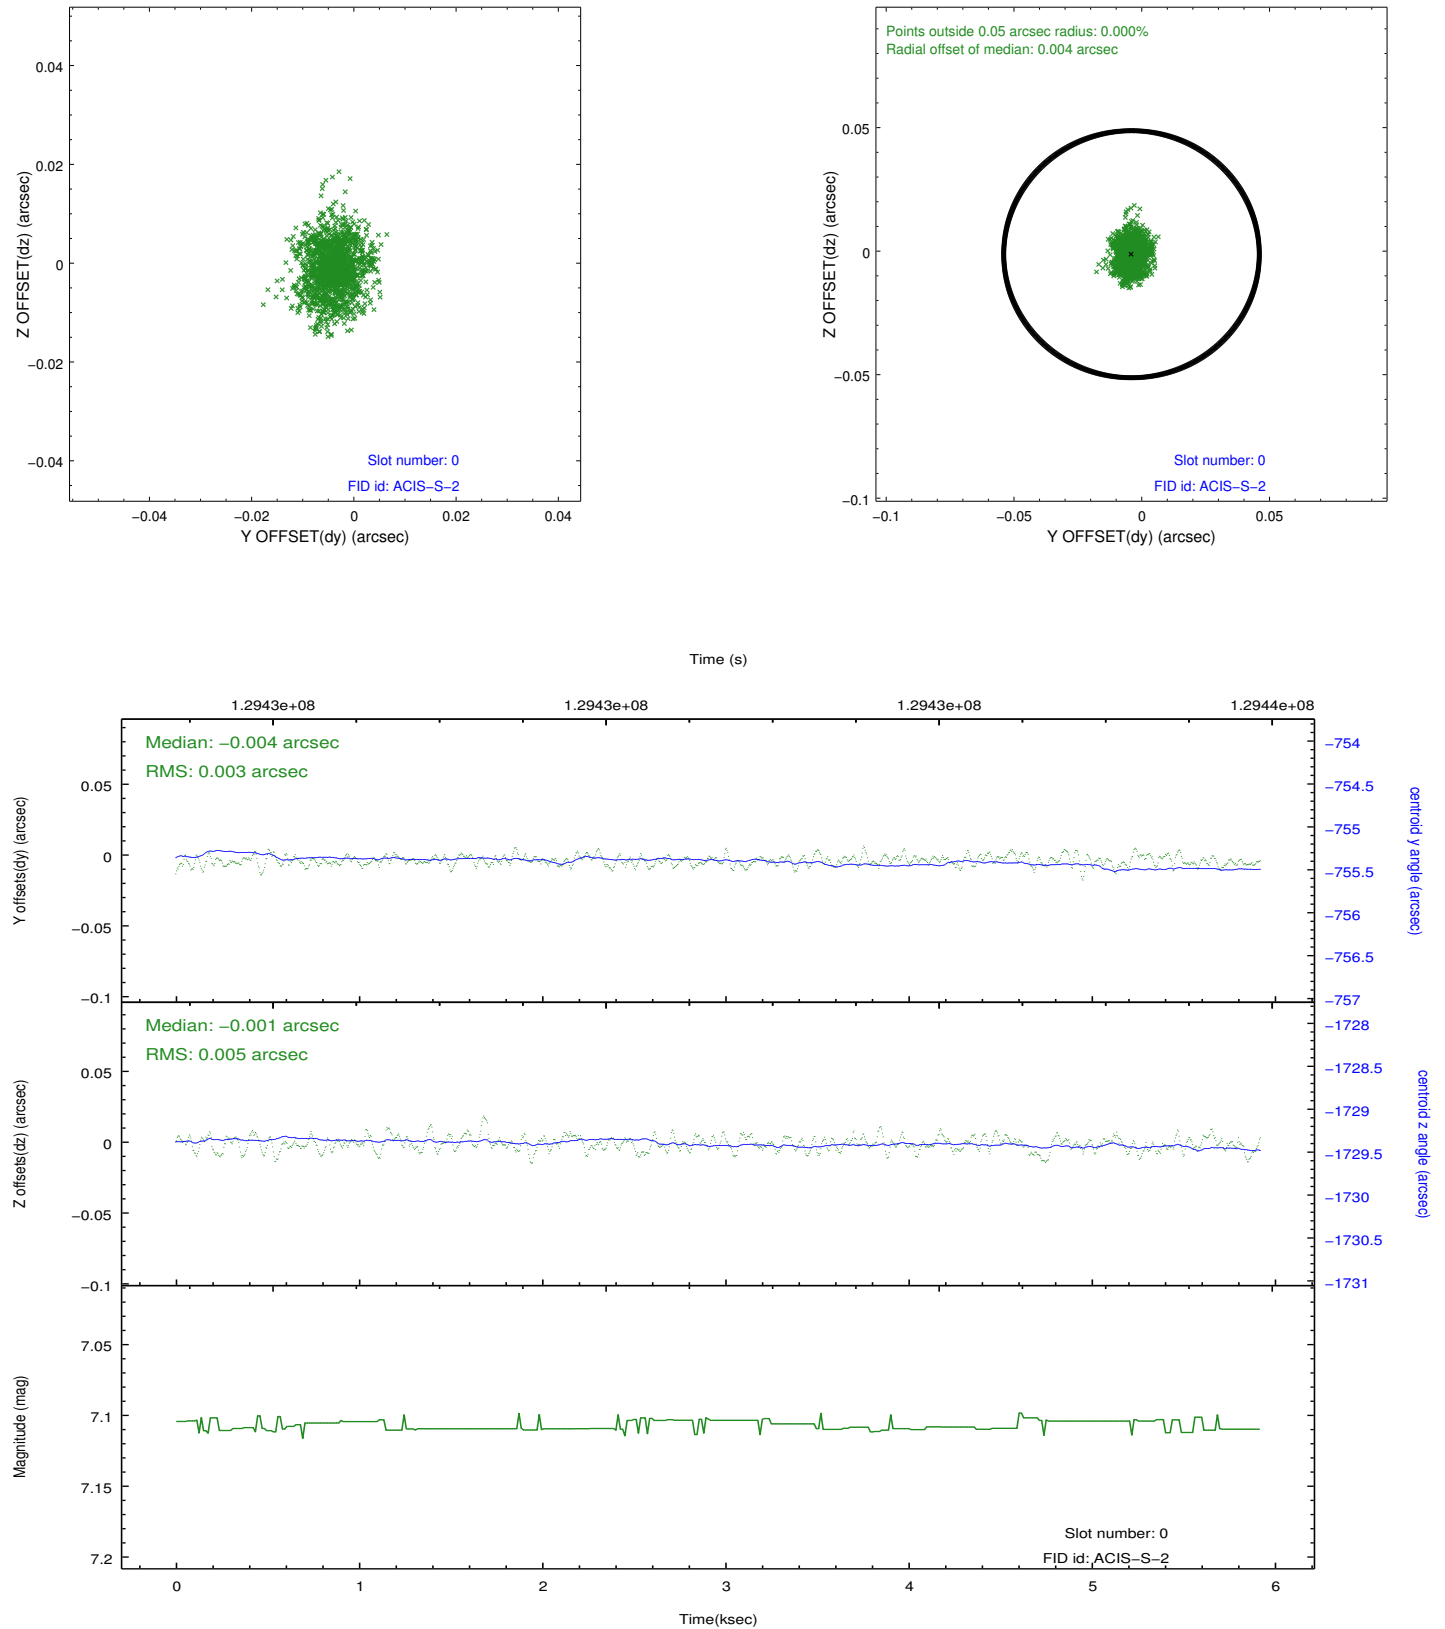 0.04
0.02
0
−0.02
−0.04
Z OFFSET(dz) (arcsec)
Slot number: 0
FID id: ACIS−S−2
−0.04
−0.02
0
0.02
0.04
Y OFFSET(dy) (arcsec)
Points outside 0.05 arcsec radius: 0.000%
Radial offset of median: 0.004 arcsec
0.05
0
−0.05
−0.1
Z OFFSET(dz) (arcsec)
Slot number: 0
FID id: ACIS−S−2
−0.1
−0.05
0
0.05
Y OFFSET(dy) (arcsec)
Time (s)
1.2943e+08
1.2943e+08
1.2943e+08
1.2944e+08
Median: −0.004 arcsec
RMS: 0.003 arcsec
0.05
0
−0.05
−0.1
Y offsets(dy) (arcsec)
−754
−754.5
−755
−755.5
−756
−756.5
−757
centroid y angle (arcsec)
Median: −0.001 arcsec
RMS: 0.005 arcsec
0.05
0
−0.05
−0.1
Z offsets(dz) (arcsec)
−1728
−1728.5
−1729
−1729.5
−1730
−1730.5
−1731
centroid z angle (arcsec)
7.05
7.1
7.15
7.2
Magnitude (mag)
Slot number: 0
FID id: ACIS−S−2
0
1
2
3
4
5
6
Time(ksec)